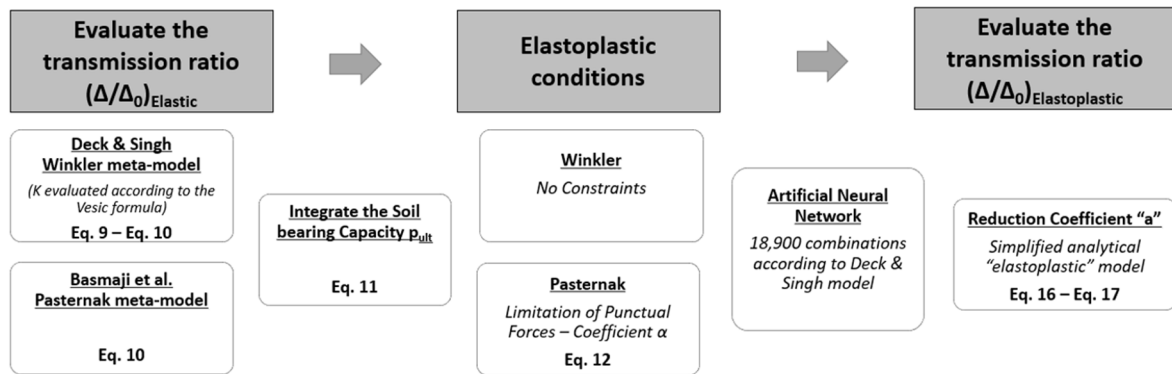 Evaluate the
transmission ratio
(Δ/Δ₀)Elastic
Elastoplastic
conditions
Evaluate the
transmission ratio
(Δ/Δ₀)Elastoplastic
Deck & Singh
Winkler meta-model
(K evaluated according to the
Vesic formula)
Eq. 9 – Eq. 10
Basmaji et al.
Pasternak meta-model
Eq. 10
Integrate the Soil
bearing Capacity pult
Eq. 11
Winkler
No Constraints
Pasternak
Limitation of Punctual
Forces – Coefficient α
Eq. 12
Artificial Neural
Network
18,900 combinations
according to Deck &
Singh model
Reduction Coefficient “a”
Simplified analytical
“elastoplastic” model
Eq. 16 – Eq. 17